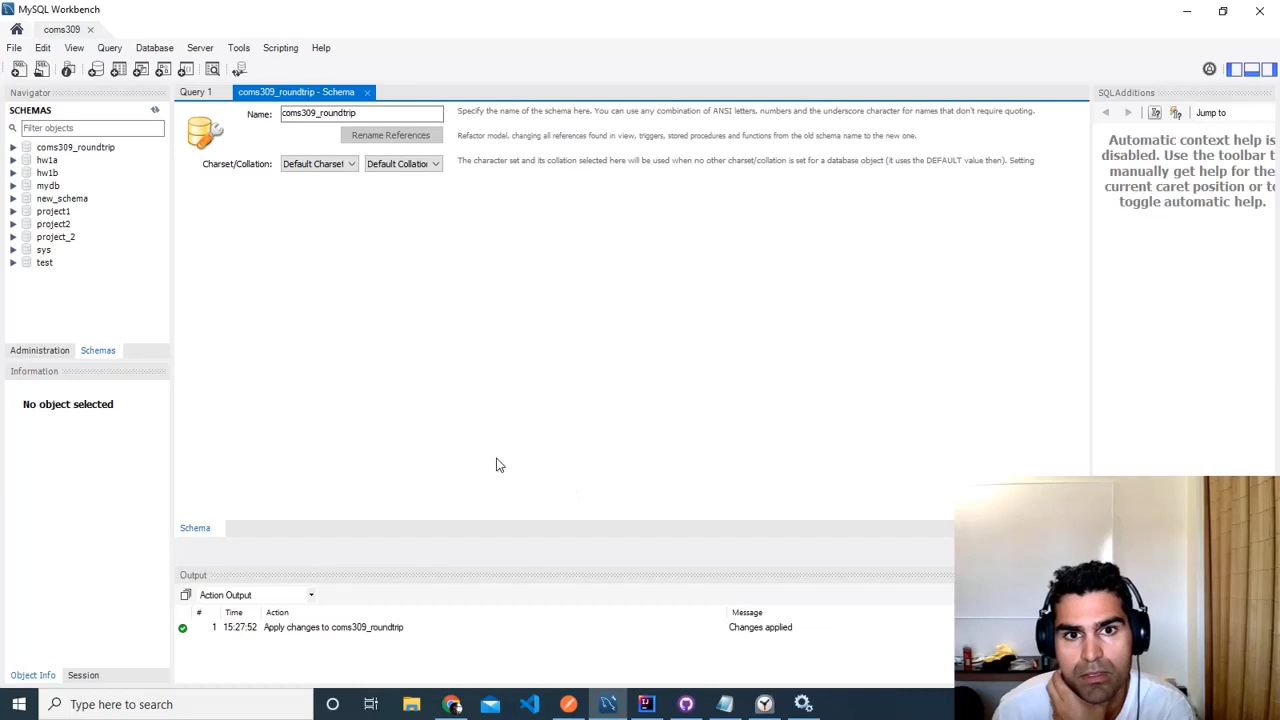 MySQL Workbench
coms309
File Edit View Query Database Server Tools Scripting Help
Navigator
SCHEMAS
Filter objects
coms309_roundtrip
hw1a
hw1b
mydb
new_schema
project1
project2
project_2
sys
test
Administration Schemas
Information
No object selected
Object Info Session
Query 1
coms309_roundtrip - Schema
Name: coms309_roundtrip
Specify the name of the schema here. You can use any combination of ANSI letters, numbers and the underscore character for names that don't require quoting.
Rename References
Refactor model, changing all references found in view, triggers, stored procedures and functions from the old schema name to the new one.
Charset/Collation: Default Charset Default Collation
The character set and its collation selected here will be used when no other charset/collation is set for a database object (it uses the DEFAULT value then). Setting
Schema
Output
Action Output
# Time Action Message
1 15:27:52 Apply changes to coms309_roundtrip Changes applied
SQLAdditions
Jump to
Automatic context help is
disabled. Use the toolbar t
manually get help for the
current caret position or to
toggle automatic help.
Type here to search